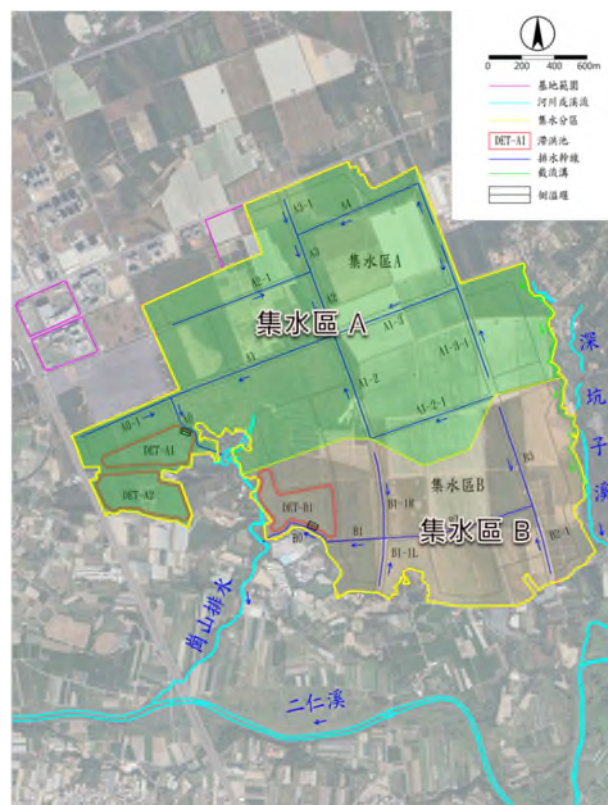 0 200 400 600m
基地範圍
河川或溪流
集水分區
DET-A1 滯洪池
排水幹線
截流溝
側溢堰
A3-1
A4
A3
集水區A
A2-1
A2
集水區 A
A1-3
A1
A1-3-1
A1-2
A1-2-1
深坑子溪
A0-1
A0
DET-A1
DET-A2
B3
集水區B
DET-B1
B1-1R
集水區 B
B1
B0
B2-1
B1-1L
崗山排水
二仁溪